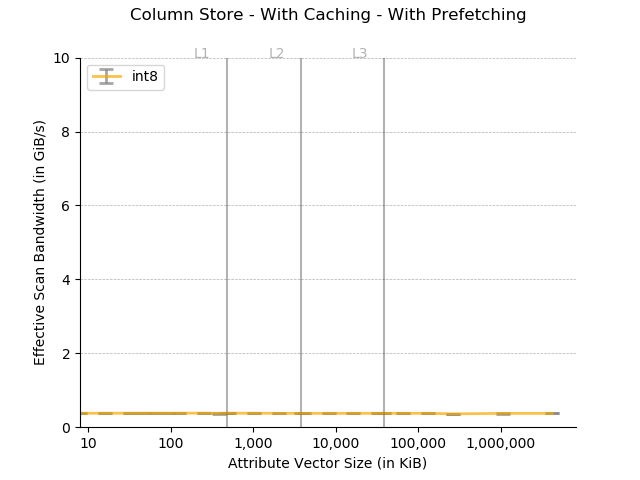 Column Store - With Caching - With Prefetching
L1 L2 L3
int8
10
8
6
4
2
0
Effective Scan Bandwidth (in GiB/s)
10 100 1,000 10,000 100,000 1,000,000
Attribute Vector Size (in KiB)